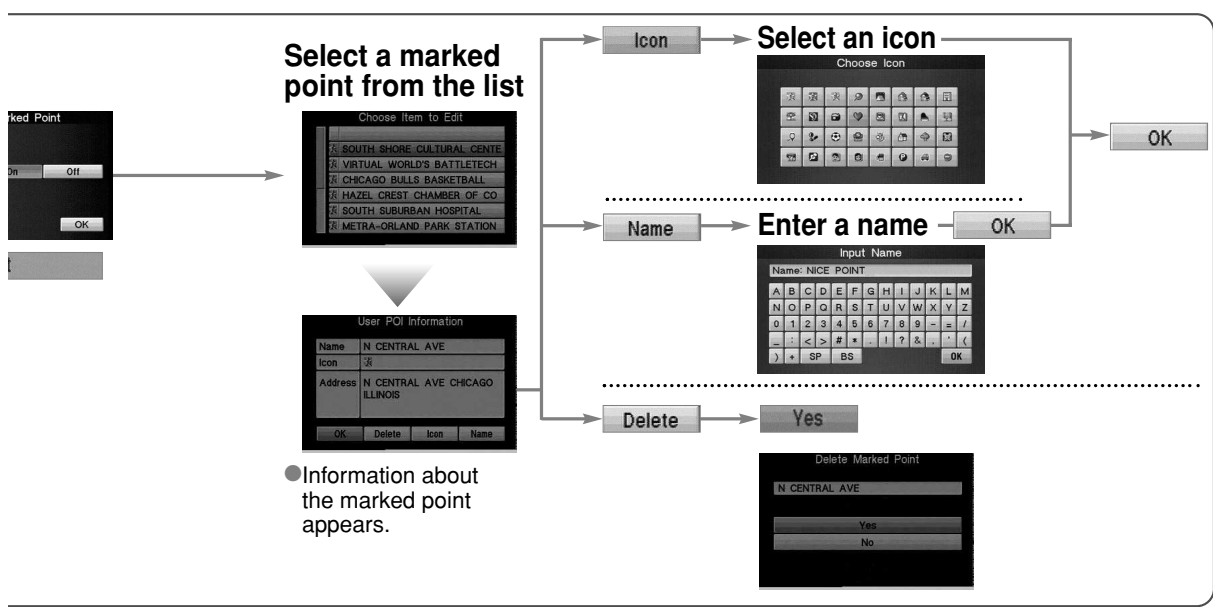 rked Point
On Off
OK
t
Select a marked
point from the list
Choose Item to Edit
SOUTH SHORE CULTURAL CENTE
VIRTUAL WORLD'S BATTLETECH
CHICAGO BULLS BASKETBALL
HAZEL CREST CHAMBER OF CO
SOUTH SUBURBAN HOSPITAL
METRA-ORLAND PARK STATION
User POI Information
Name N CENTRAL AVE
Icon
Address N CENTRAL AVE CHICAGO
ILLINOIS
OK Delete Icon Name
●Information about
the marked point
appears.
Icon
Select an icon
Choose Icon
OK
Name
Enter a name
OK
Input Name
Name: NICE POINT
A B C D E F G H I J K L M
N O P Q R S T U V W X Y Z
0 1 2 3 4 5 6 7 8 9 - = /
_ : < > # * . ! ? & . ' (
) + SP BS OK
Delete
Yes
Delete Marked Point
N CENTRAL AVE
Yes
No